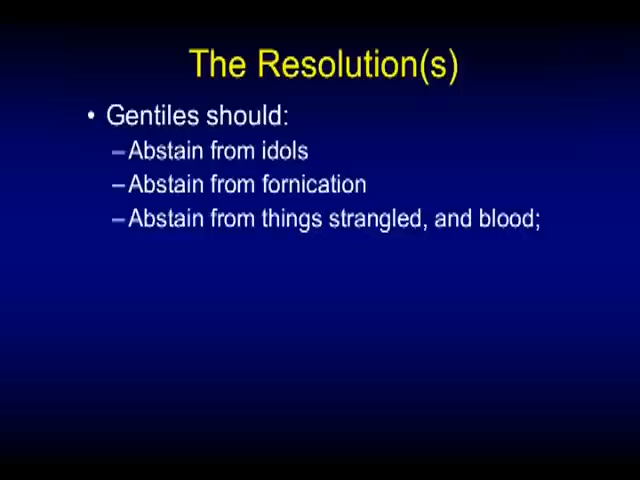 The Resolution(s)
• Gentiles should:
–Abstain from idols
–Abstain from fornication
–Abstain from things strangled, and blood;